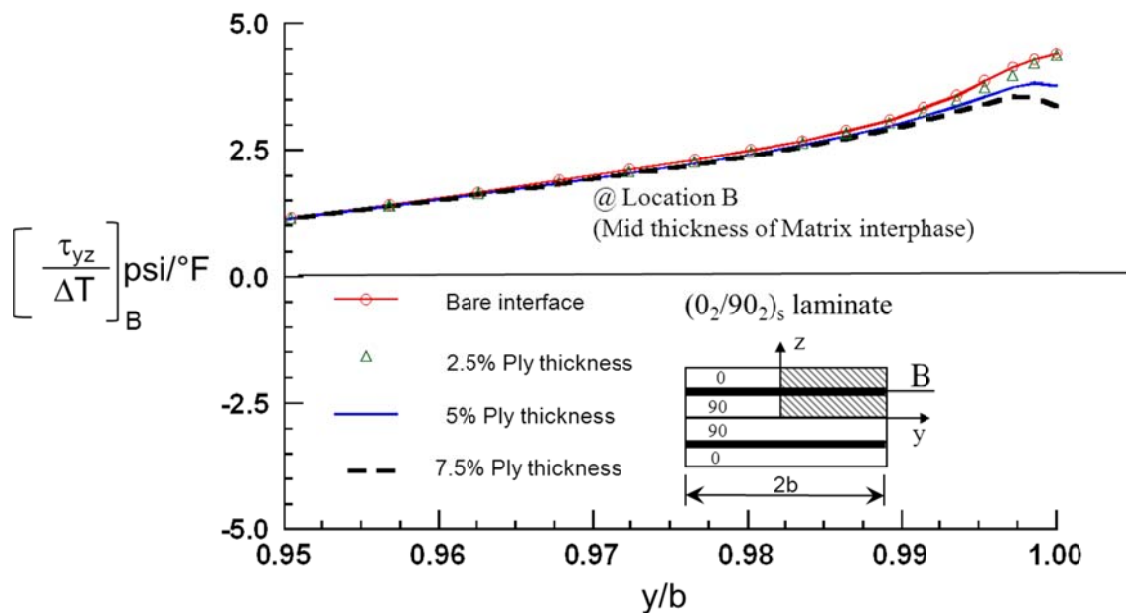 5.0
2.5
0.0
-2.5
-5.0
[τyz/ΔT]B psi/°F
@ Location B
(Mid thickness of Matrix interphase)
Bare interface
2.5% Ply thickness
5% Ply thickness
7.5% Ply thickness
(0₂/90₂)ₛ laminate
z
0
B
90
y
90
0
2b
0.95 0.96 0.97 0.98 0.99 1.00
y/b